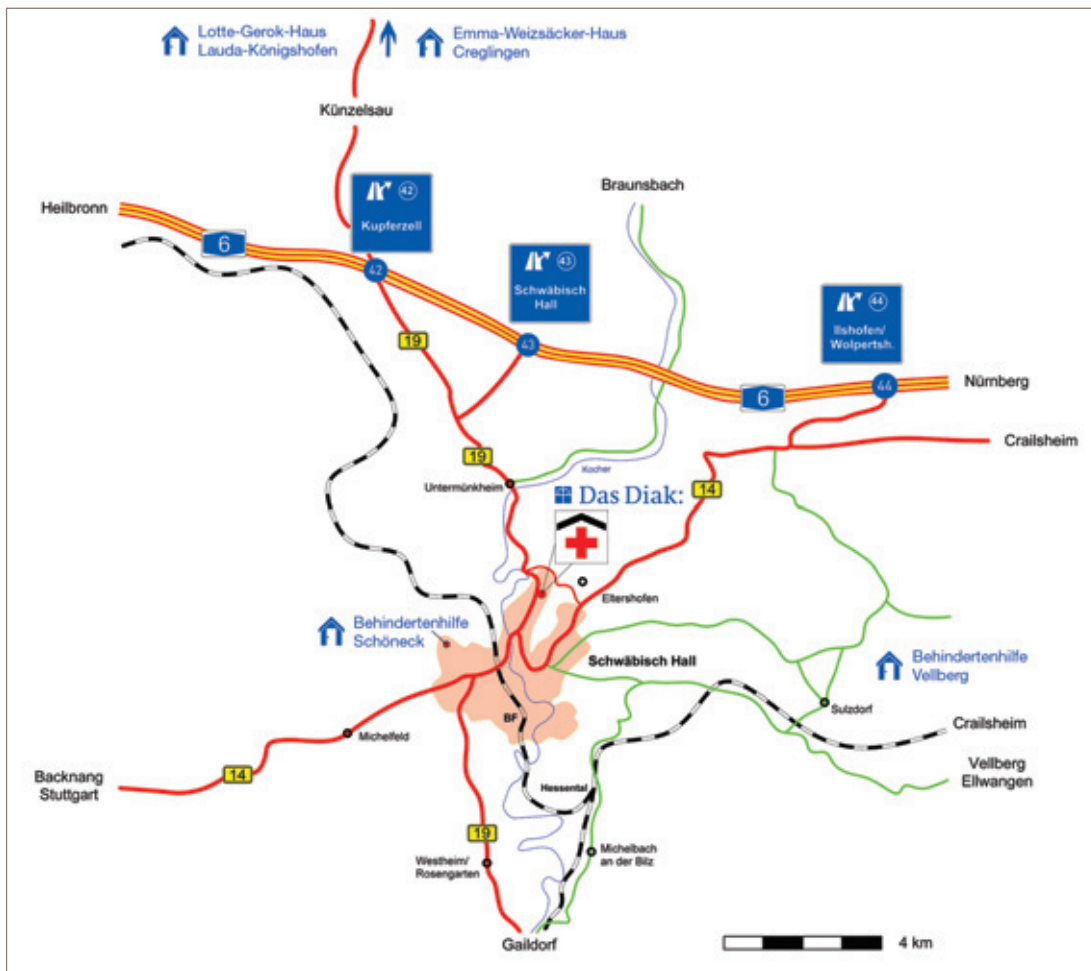 Lotte-Gerok-Haus
Lauda-Königshofen
Emma-Weizsäcker-Haus
Creglingen
Künzelsau
42
Kupferzell
Braunsbach
Heilbronn
6
43
Schwäbisch
Hall
42
44
Ilshofen/
Wolpertsh.
19
43
Nürnberg
6
44
Crailsheim
19
Kocher
Untermünkheim
14
Das Diak:
Eltershofen
Behindertenhilfe
Schöneck
Schwäbisch Hall
Behindertenhilfe
Vellberg
Sulzdorf
BF
Michelfeld
Crailsheim
Backnang
Stuttgart
14
Vellberg
Ellwangen
Hessental
19
Westheim/
Rosengarten
Michelbach
an der Bilz
Gaildorf
4 km